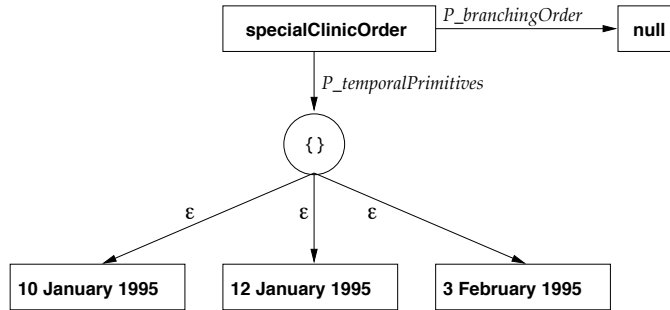 specialClinicOrder
P_branchingOrder
null
P_temporalPrimitives
{ }
ε
ε
ε
10 January 1995
12 January 1995
3 February 1995